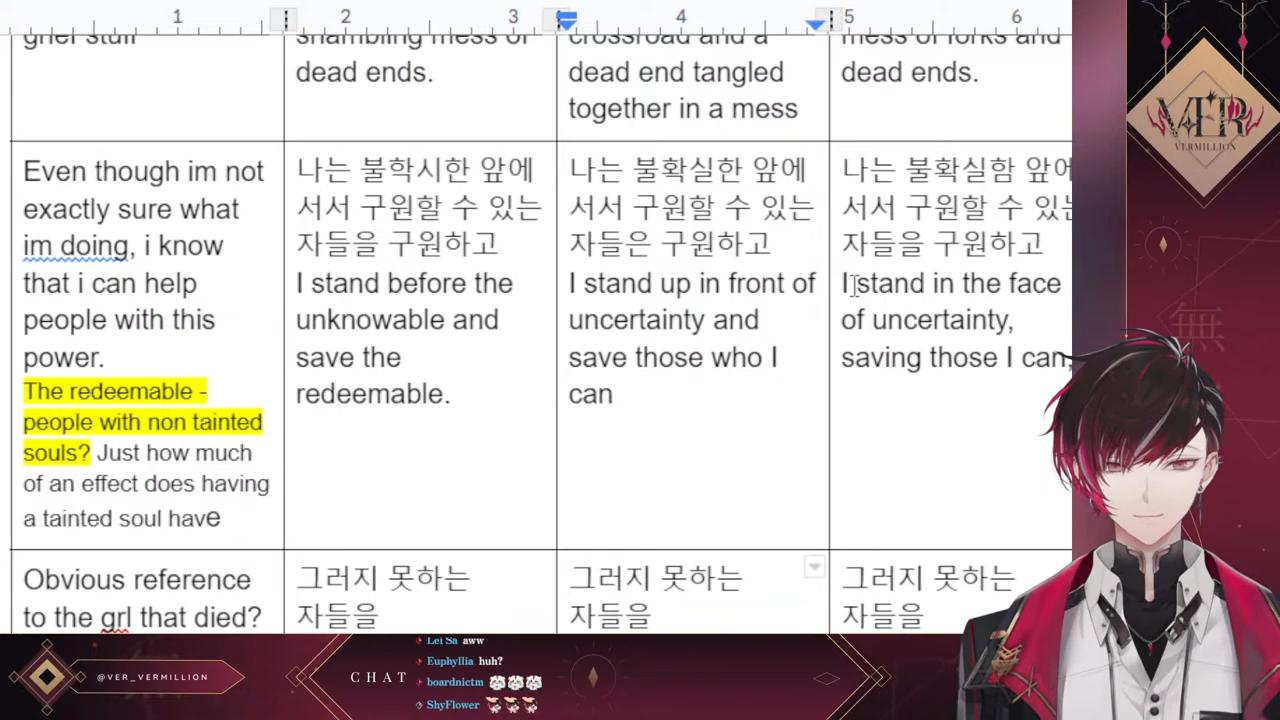 1 2 3 4 5 6
grief stuff
shambling mess of
dead ends.
crossroad and a
dead end tangled
together in a mess
mess of forks and
dead ends.
Even though im not
exactly sure what
im doing, i know
that i can help
people with this
power.
The redeemable -
people with non tainted
souls? Just how much
of an effect does having
a tainted soul have
나는 불학시한 앞에
서서 구원할 수 있는
자들을 구원하고
I stand before the
unknowable and
save the
redeemable.
나는 불확실한 앞에
서서 구원할 수 있는
자들은 구원하고
I stand up in front of
uncertainty and
save those who I
can
나는 불확실함 앞에
서서 구원할 수 있는
자들을 구원하고
I stand in the face
of uncertainty,
saving those I can,
Obvious reference
to the grl that died?
그러지 못하는
자들을
그러지 못하는
자들을
그러지 못하는
자들을
VER
VERMILLION
無
@VER_VERMILLION
CHAT
Lei Sa aww
Euphyllia huh?
boardnictm
ShyFlower